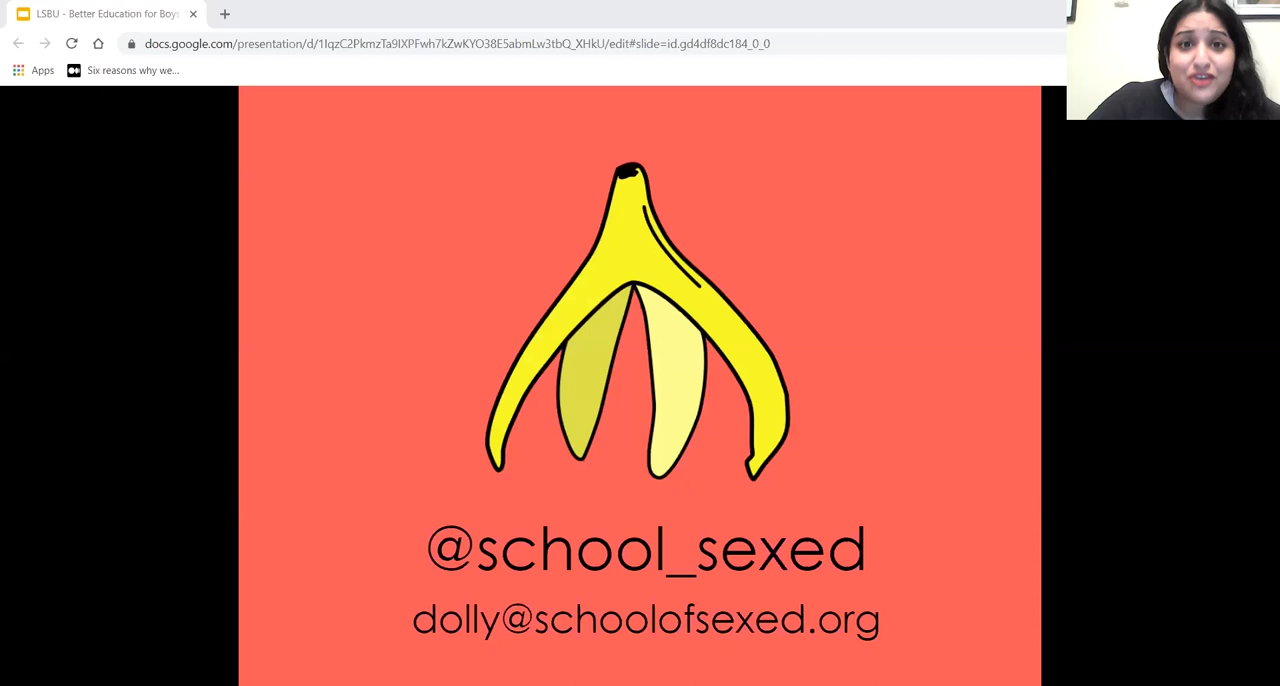 LSBU - Better Education for Boys
docs.google.com/presentation/d/1IqzC2PkmzTa9IXPFwh7kZwKYO38E5abmLw3tbQ_XHkU/edit#slide=id.gd4df8dc184_0_0
Apps
Six reasons why we...
@school_sexed
dolly@schoolofsexed.org